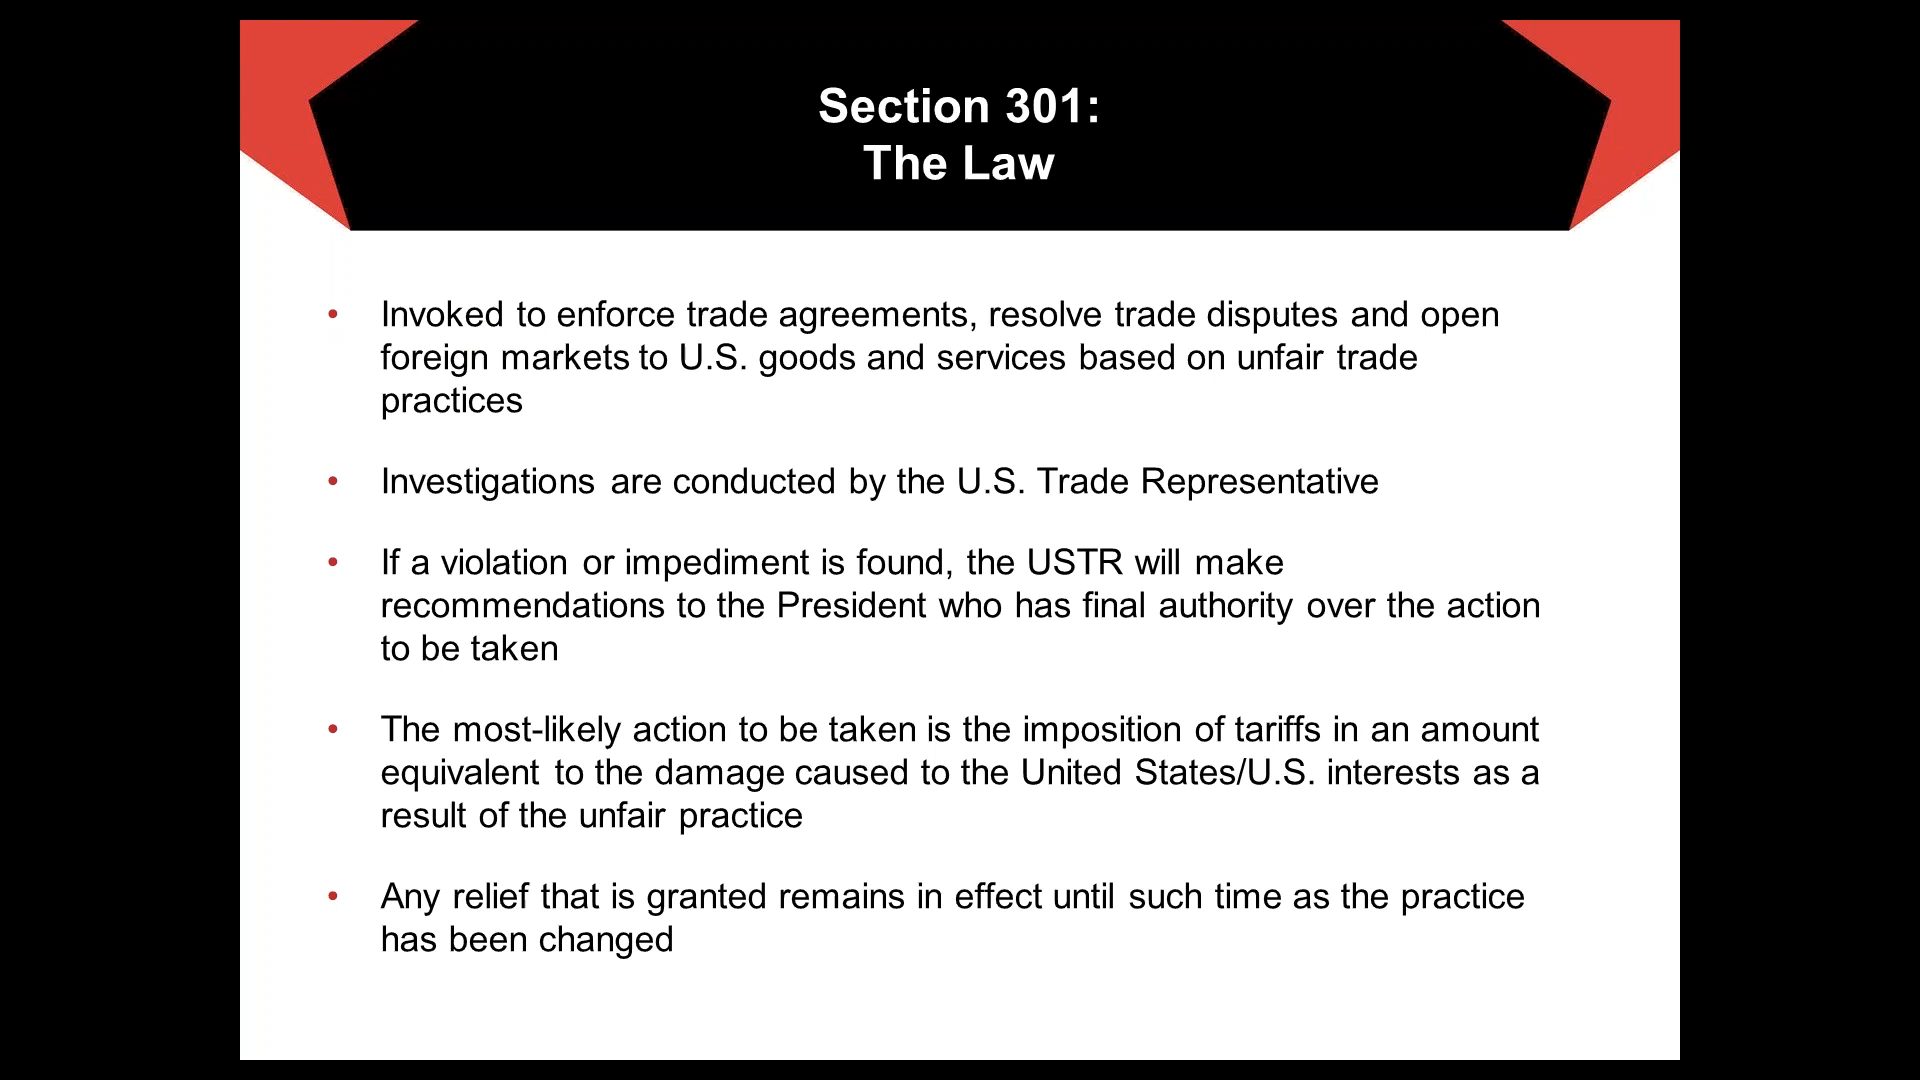 Section 301:
The Law
• Invoked to enforce trade agreements, resolve trade disputes and open
foreign markets to U.S. goods and services based on unfair trade
practices
• Investigations are conducted by the U.S. Trade Representative
• If a violation or impediment is found, the USTR will make
recommendations to the President who has final authority over the action
to be taken
• The most-likely action to be taken is the imposition of tariffs in an amount
equivalent to the damage caused to the United States/U.S. interests as a
result of the unfair practice
• Any relief that is granted remains in effect until such time as the practice
has been changed